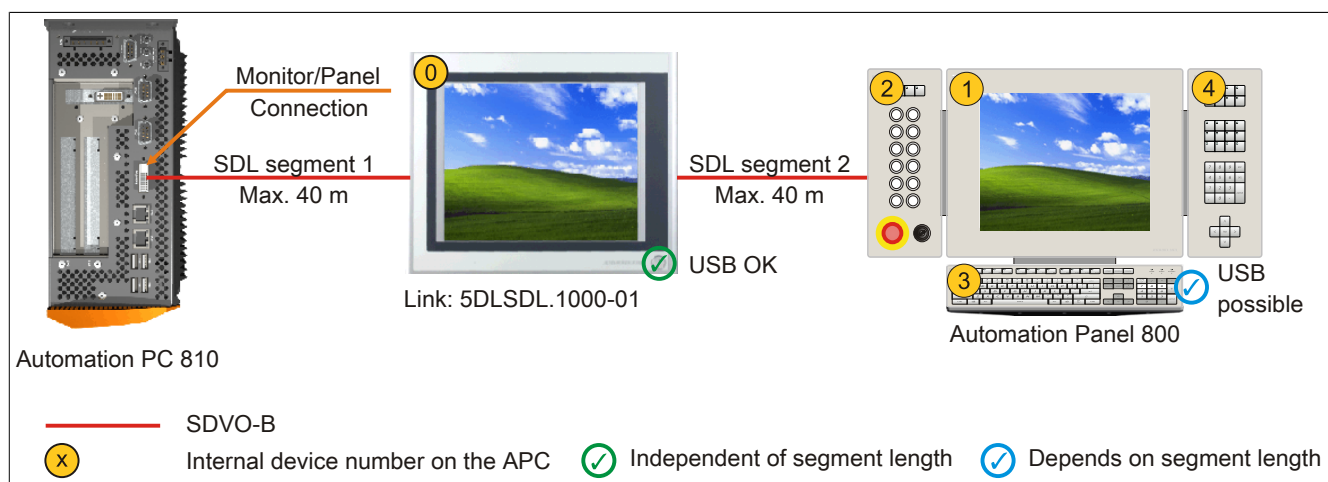 Monitor/Panel
Connection
SDL segment 1
Max. 40 m
0
USB OK
Link: 5DLSDL.1000-01
SDL segment 2
Max. 40 m
2
1
4
3
USB
possible
Automation Panel 800
Automation PC 810
SDVO-B
x
Internal device number on the APC
Independent of segment length
Depends on segment length